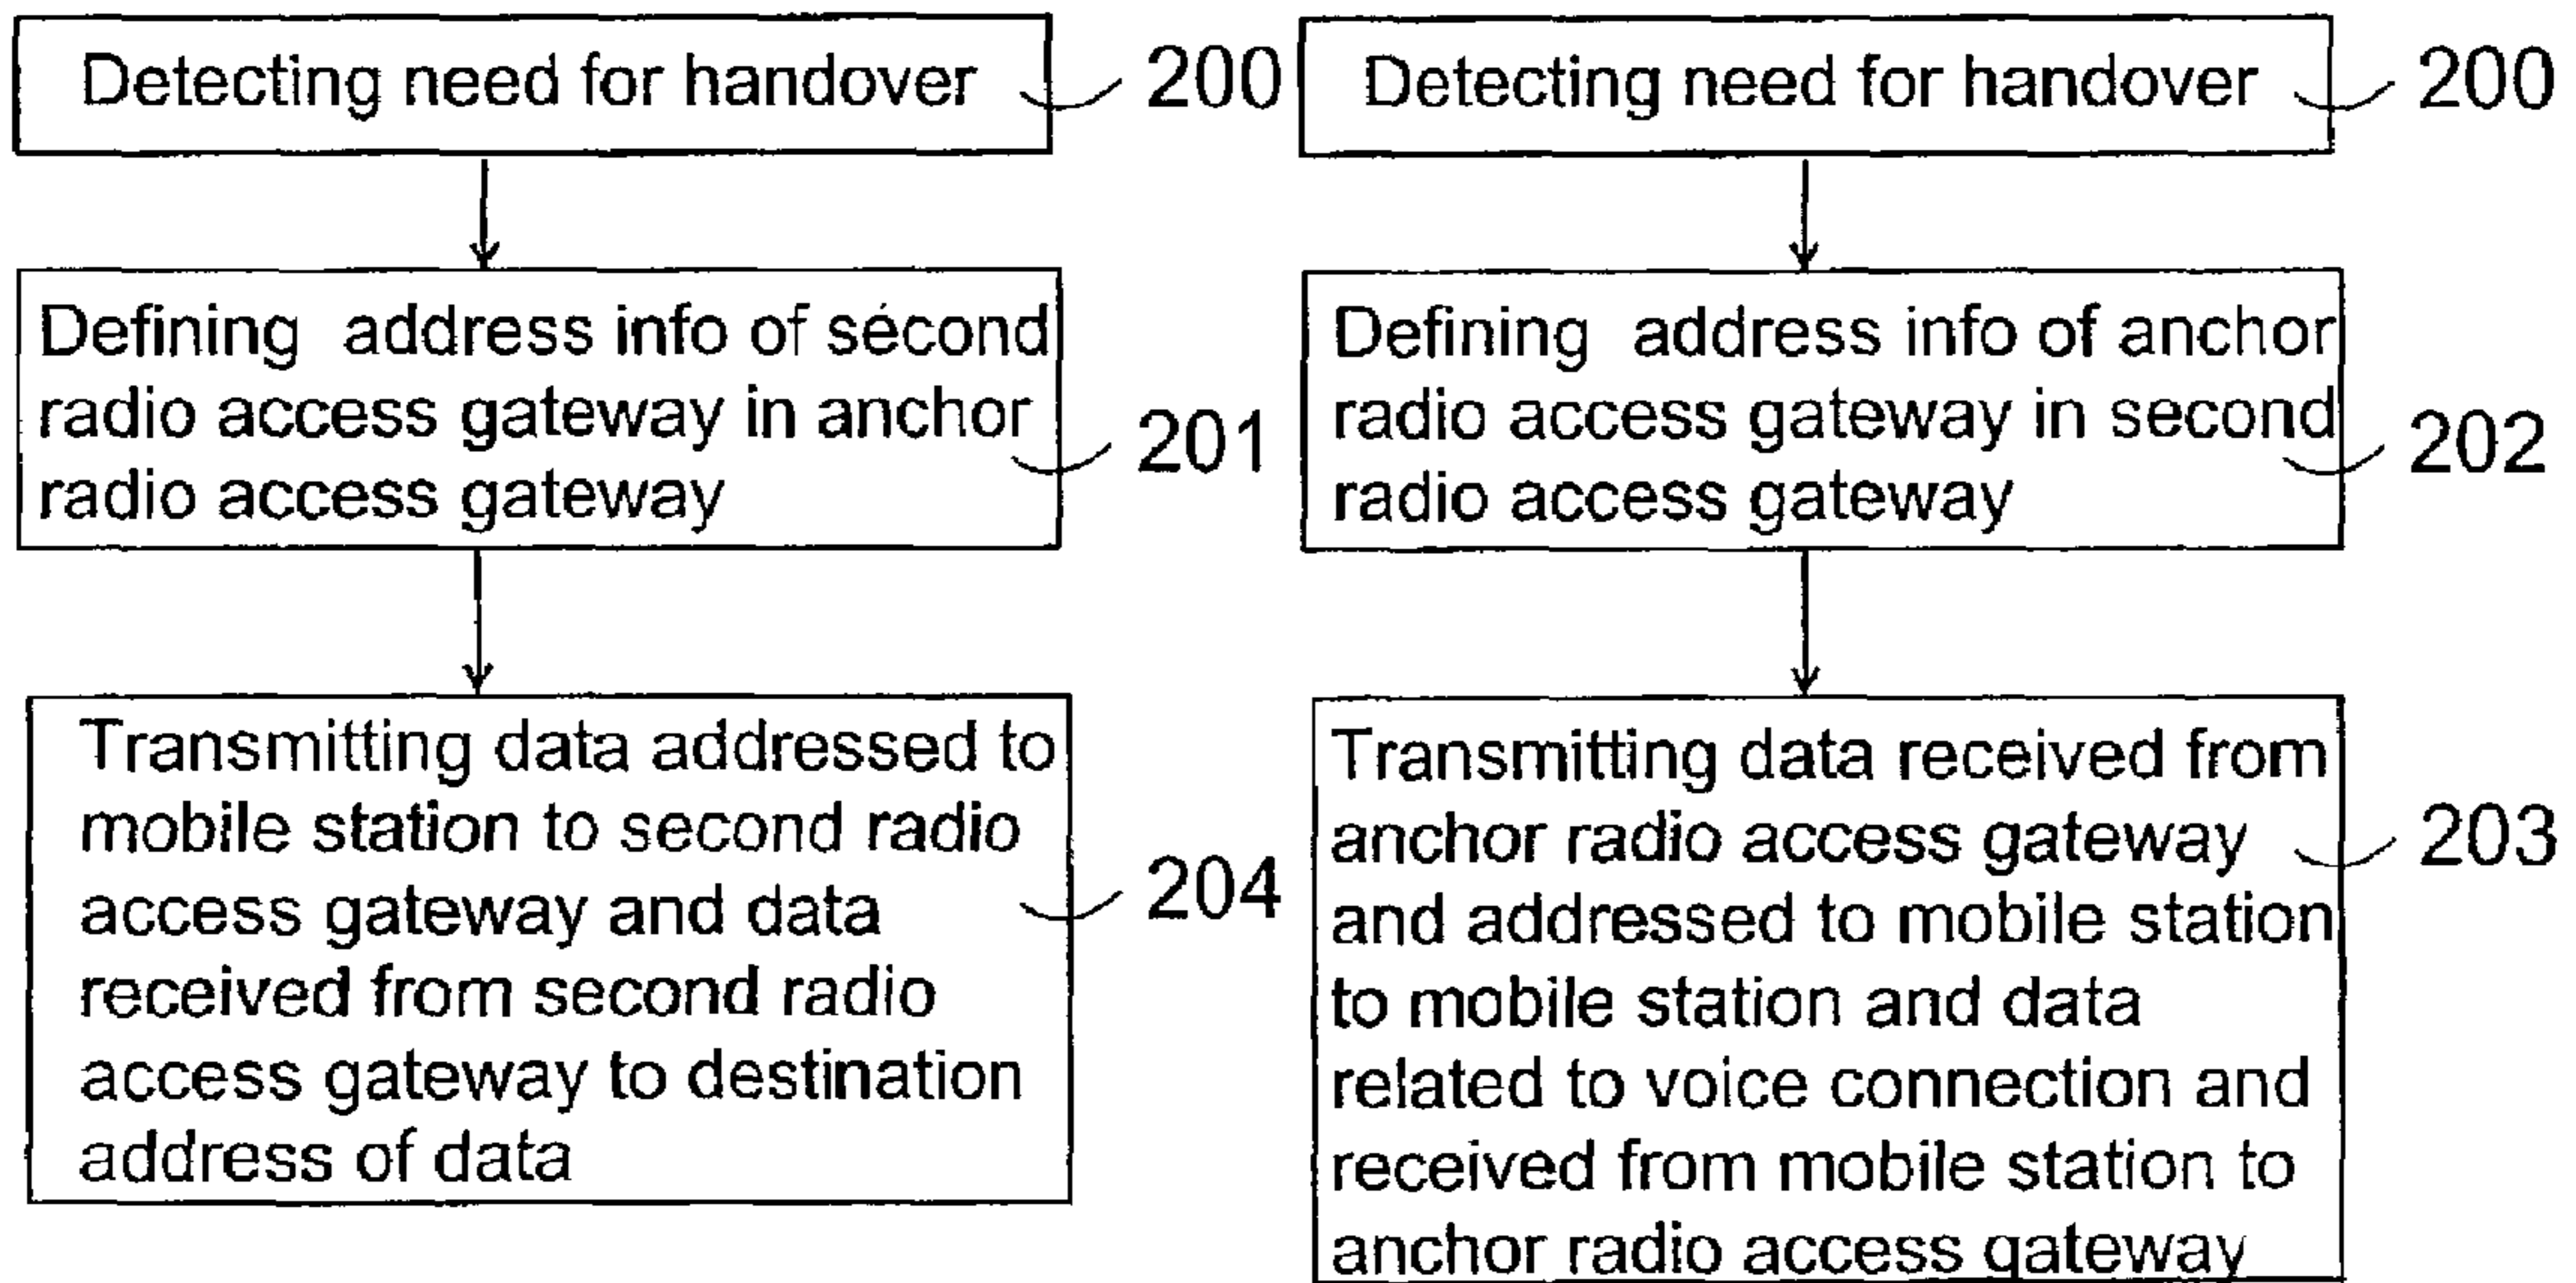 Detecting need for handover
200
Defining address info of second
radio access gateway in anchor
radio access gateway
201
Transmitting data addressed to
mobile station to second radio
access gateway and data
received from second radio
access gateway to destination
address of data
204
Detecting need for handover
200
Defining address info of anchor
radio access gateway in second
radio access gateway
202
Transmitting data received from
anchor radio access gateway
and addressed to mobile station
to mobile station and data
related to voice connection and
received from mobile station to
anchor radio access gateway
203